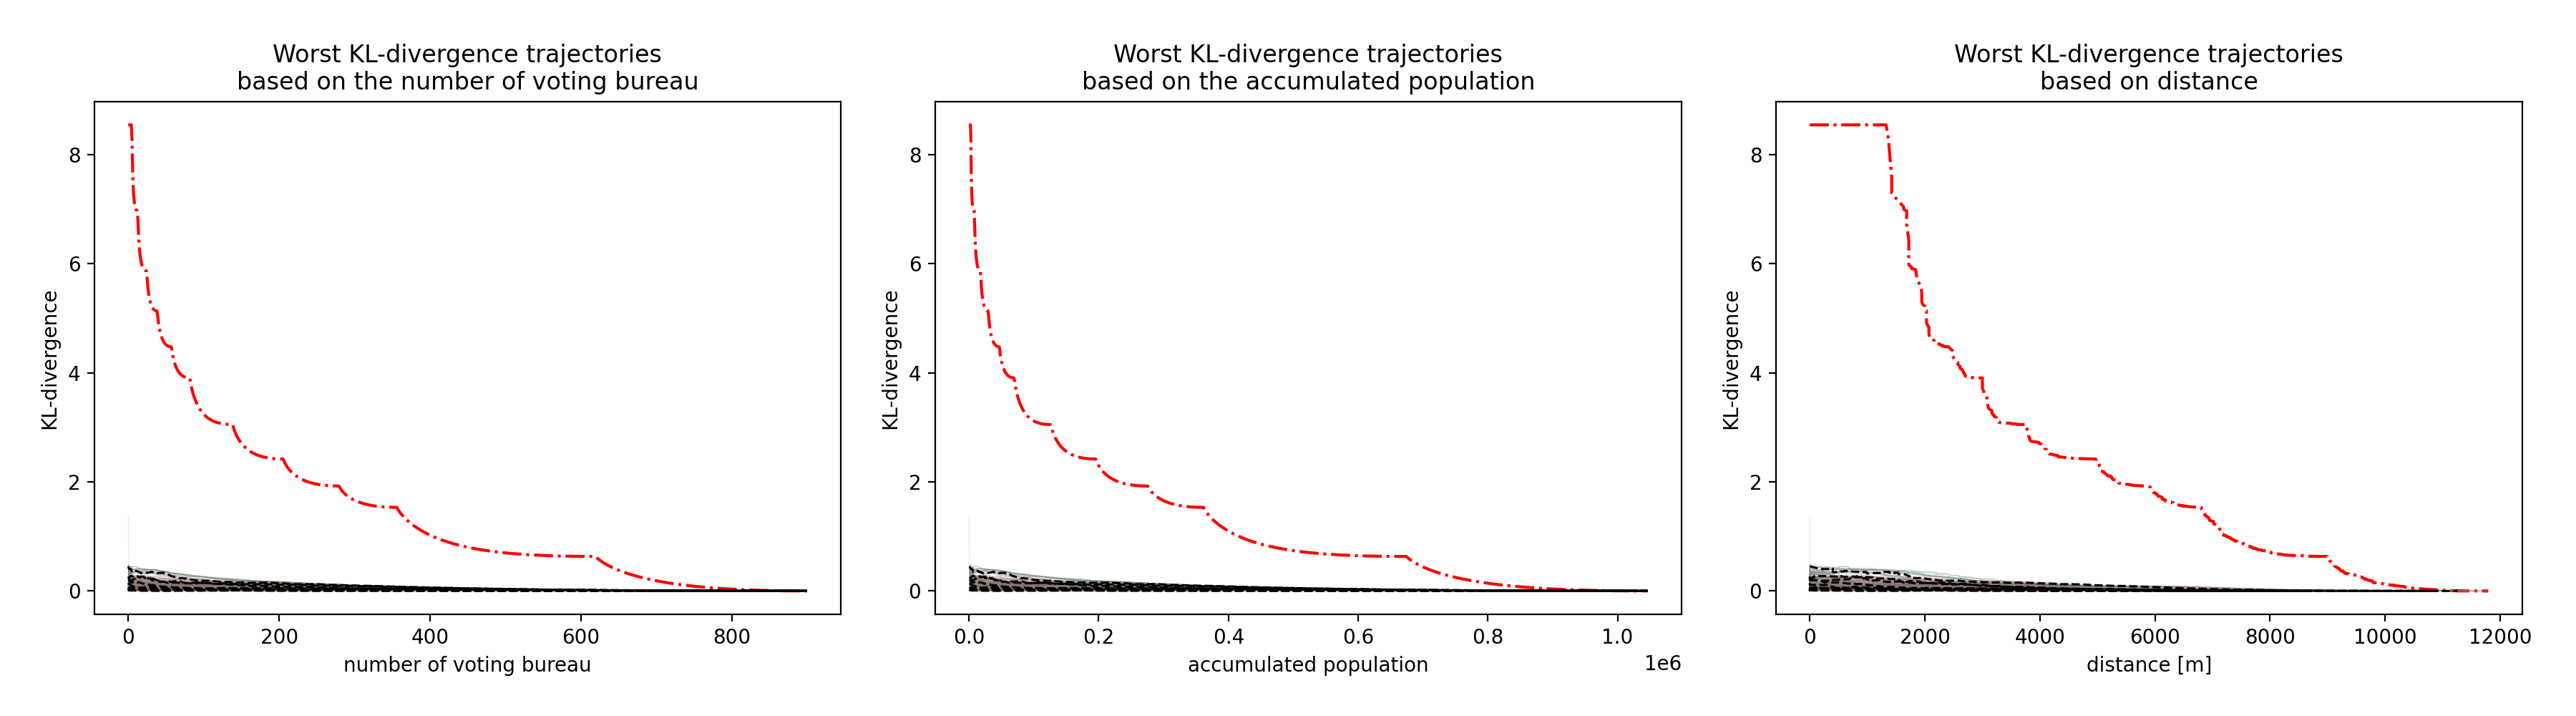 Worst KL-divergence trajectories
based on the number of voting bureau
KL-divergence
8
6
4
2
0
0
200
400
600
800
number of voting bureau
Worst KL-divergence trajectories
based on the accumulated population
KL-divergence
8
6
4
2
0
0.0
0.2
0.4
0.6
0.8
1.0
1e6
accumulated population
Worst KL-divergence trajectories
based on distance
KL-divergence
8
6
4
2
0
0
2000
4000
6000
8000
10000
12000
distance [m]